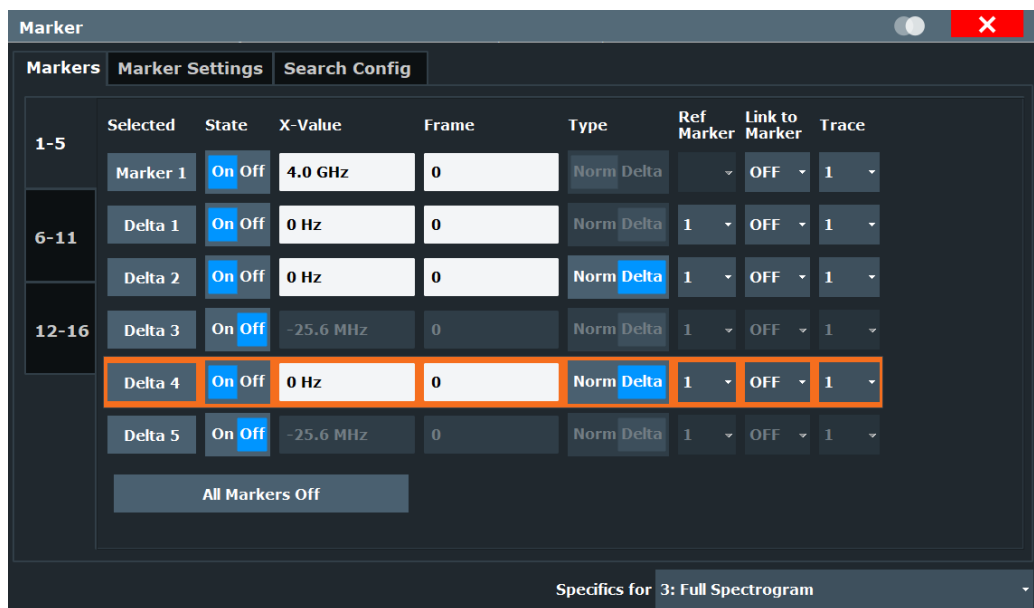 Marker
Markers Marker Settings Search Config
1-5
6-11
12-16
Selected State X-Value Frame Type Ref Marker Link to Marker Trace
Marker 1 On Off 4.0 GHz 0 Norm Delta OFF 1
Delta 1 On Off 0 Hz 0 Norm Delta 1 OFF 1
Delta 2 On Off 0 Hz 0 Norm Delta 1 OFF 1
Delta 3 On Off -25.6 MHz 0 Norm Delta 1 OFF 1
Delta 4 On Off 0 Hz 0 Norm Delta 1 OFF 1
Delta 5 On Off -25.6 MHz 0 Norm Delta 1 OFF 1
All Markers Off
Specifics for 3: Full Spectrogram